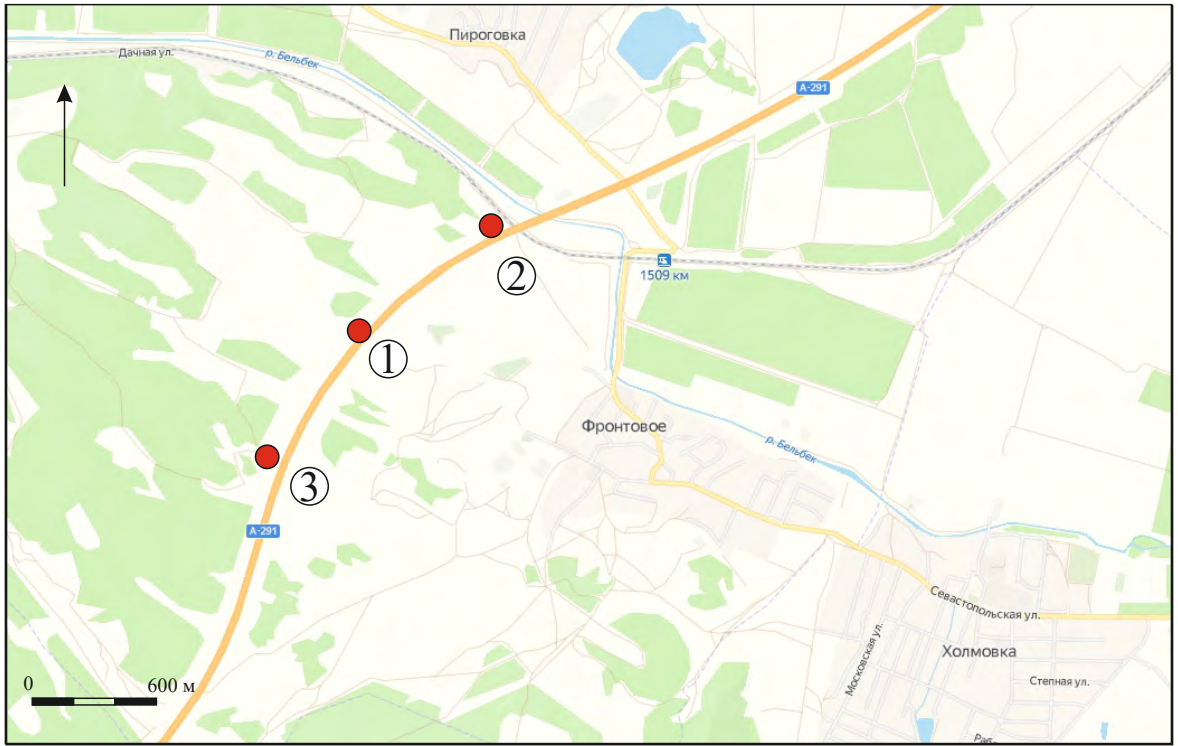 Пироговка
Дачная ул.
р. Бельбек
А-291
2
1509 км
1
Фронтовое
р. Бельбек
3
А-291
Севастопольская ул.
Московская ул.
Холмовка
Степная ул.
0
600 м